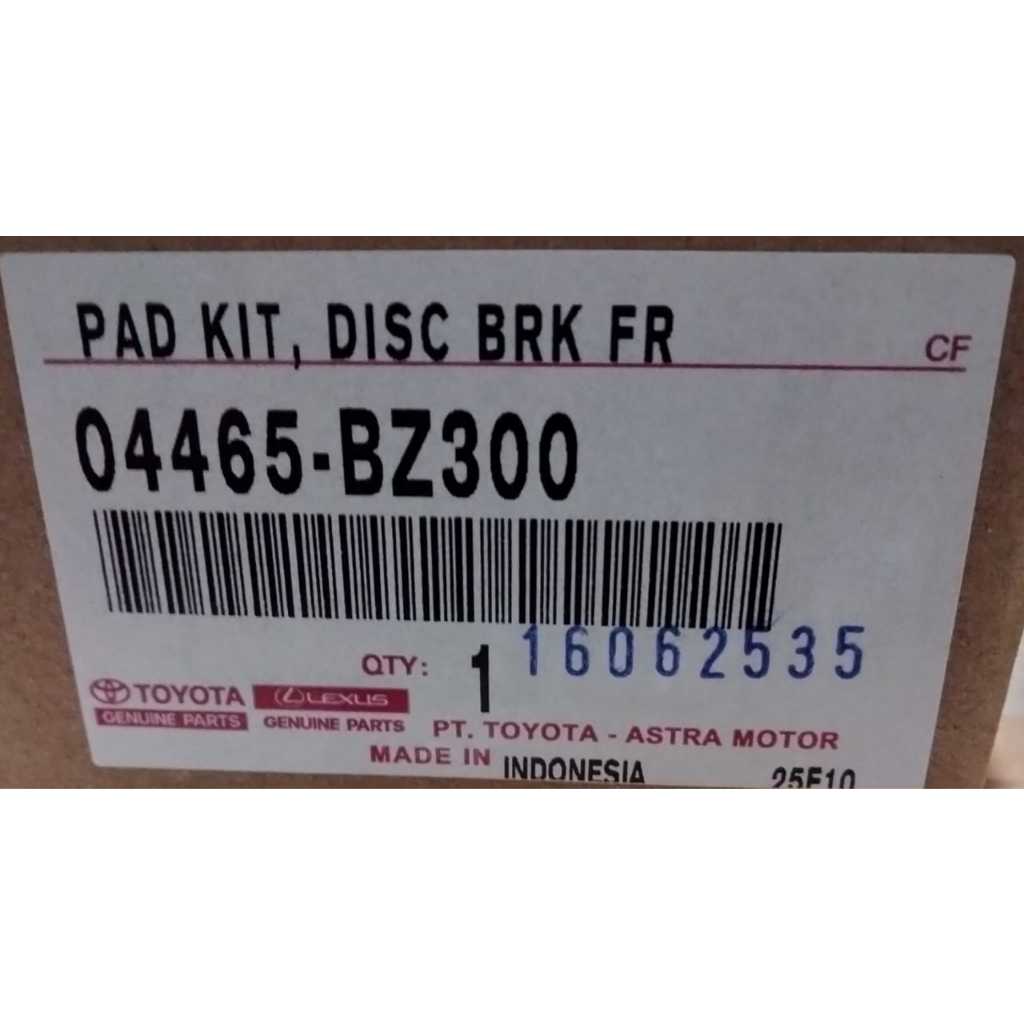 PAD KIT, DISC BRK FR CF
04465-BZ300
QTY: 1 16062535
TOYOTA LEXUS
GENUINE PARTS GENUINE PARTS PT. TOYOTA - ASTRA MOTOR
MADE IN INDONESIA